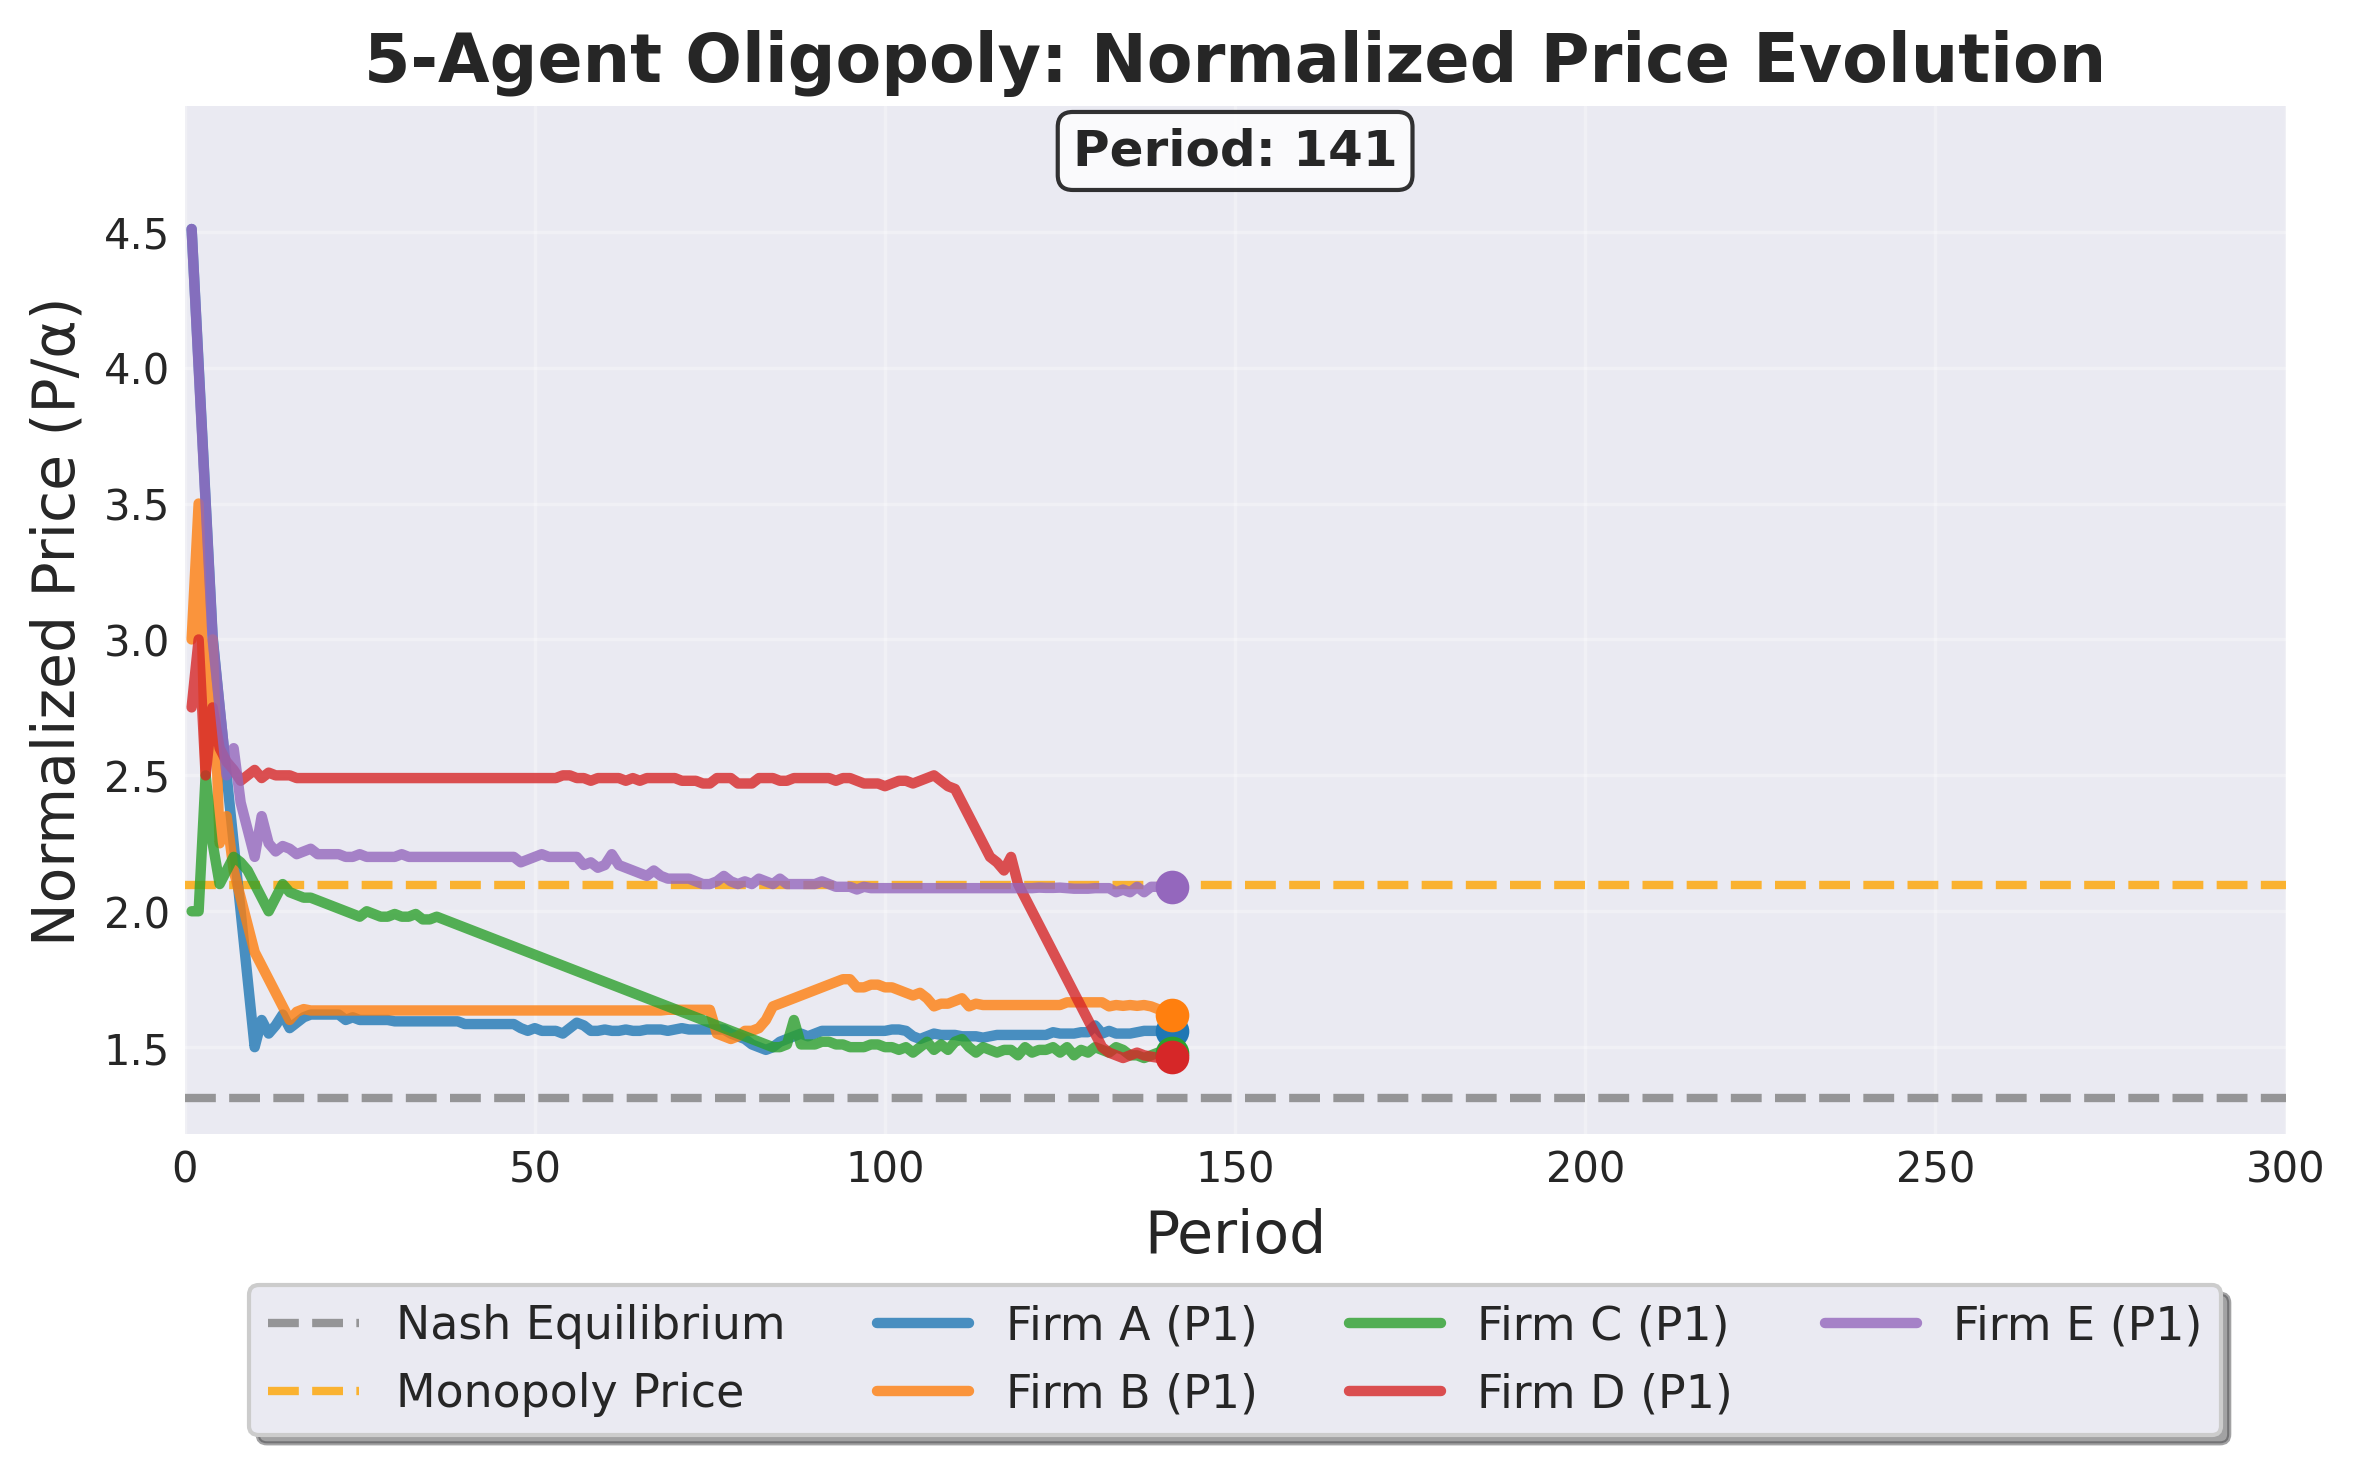 5-Agent Oligopoly: Normalized Price Evolution
Period: 141
Normalized Price (P/α)
4.5
4.0
3.5
3.0
2.5
2.0
1.5
0 50 100 150 200 250 300
Period
Nash Equilibrium
Monopoly Price
Firm A (P1)
Firm B (P1)
Firm C (P1)
Firm D (P1)
Firm E (P1)